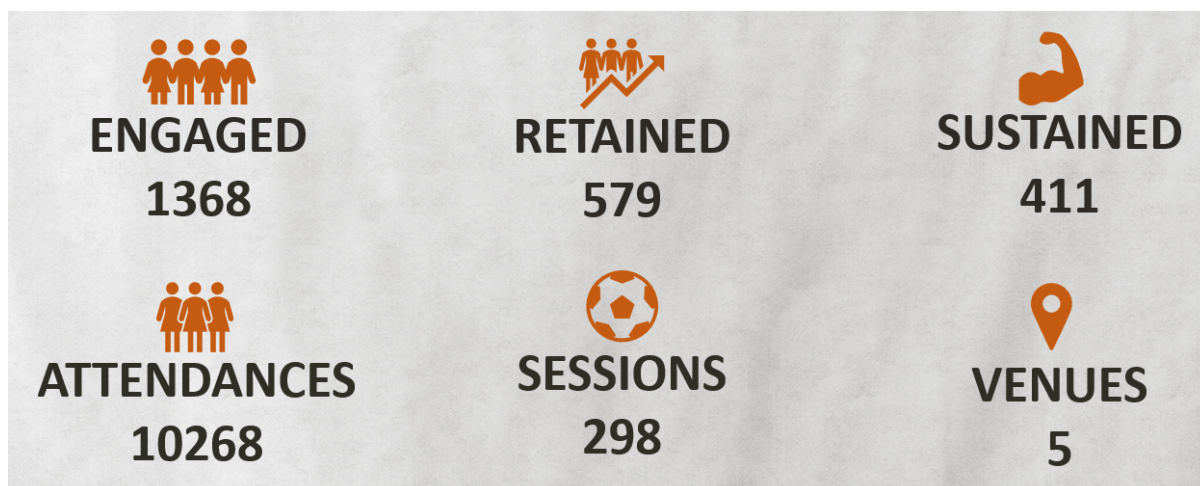 ENGAGED
1368
RETAINED
579
SUSTAINED
411
ATTENDANCES
10268
SESSIONS
298
VENUES
5